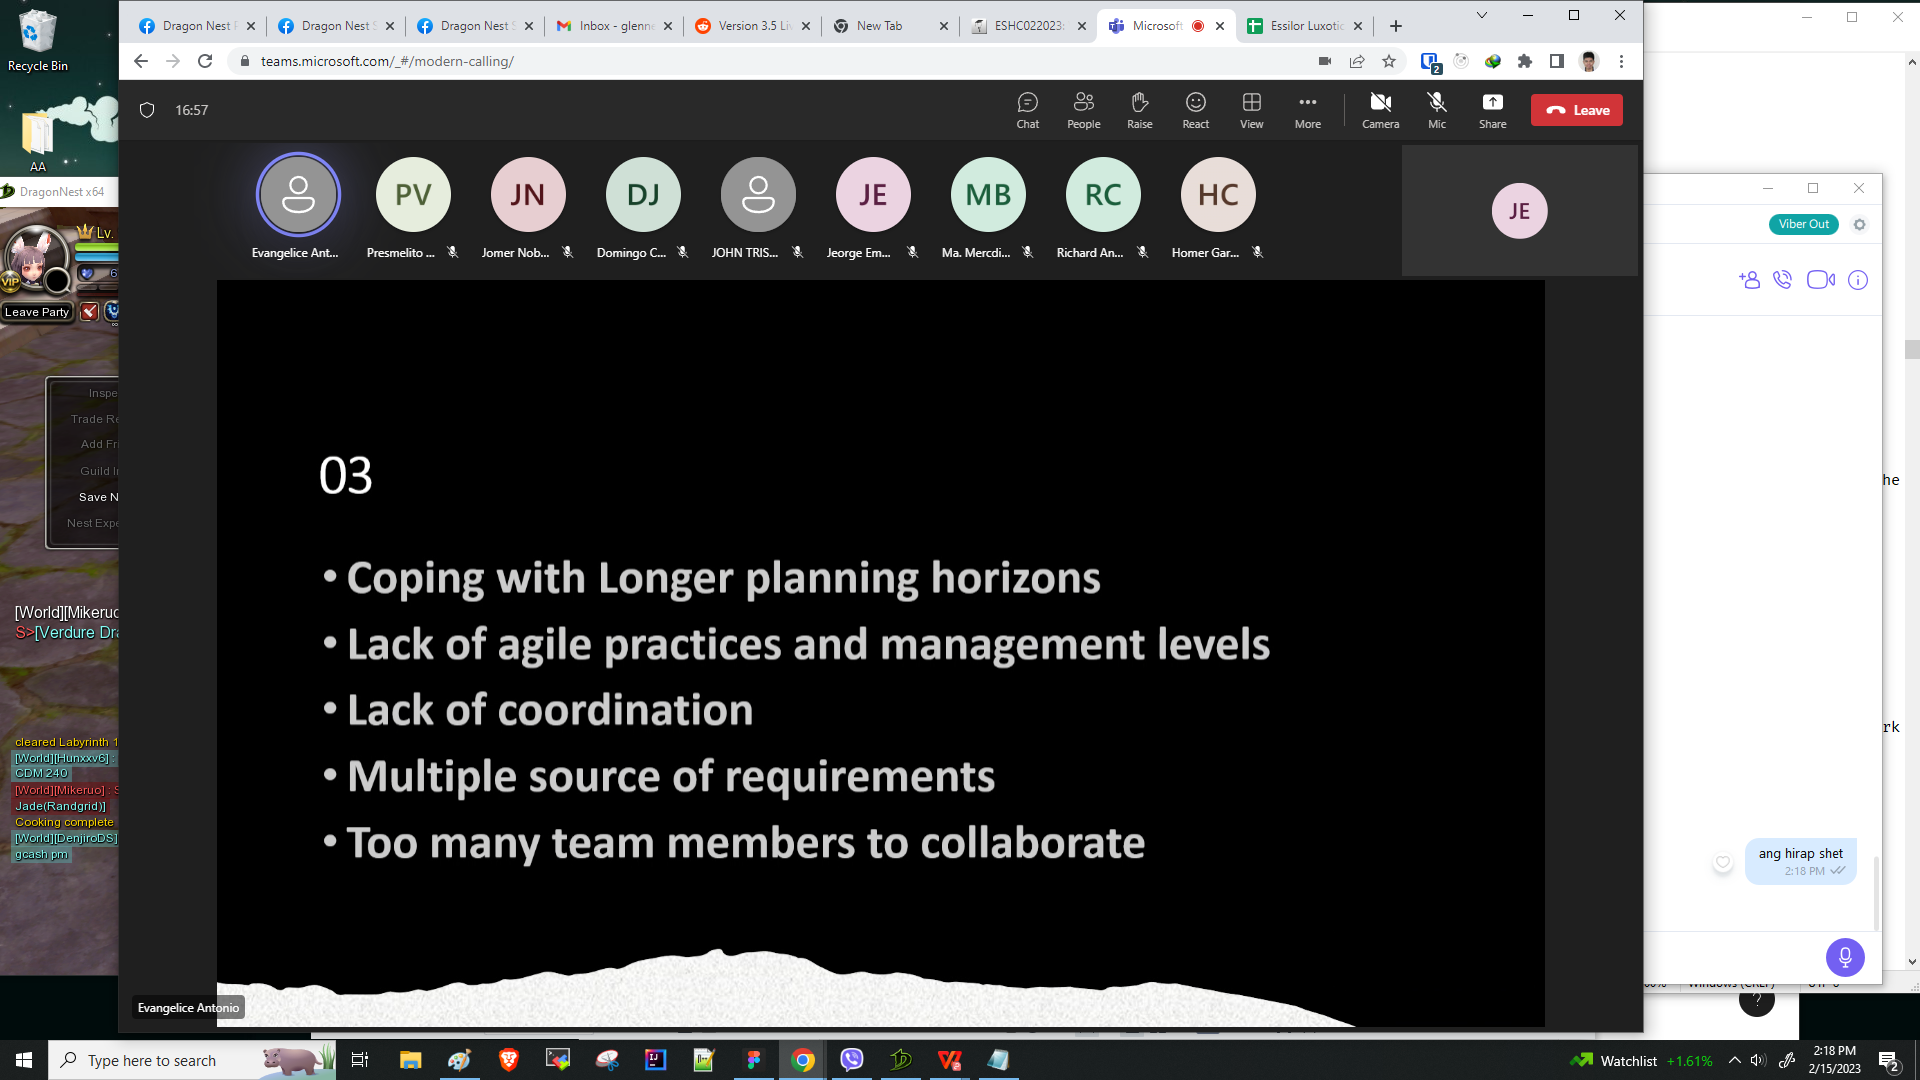 Recycle Bin
AA
DragonNest x64
Lv.
VIP
Leave Party
Inspe
Trade Re
Add Fri
Guild I
Save N
Nest Expe
[World][Mikeruo
S>[Verdure Dra
cleared Labyrinth 1
[World][Hunxxv6] :
CDM 240
[World][Mikeruo] : S
Jade(Randgrid)]
Cooking complete
[World][DenjiroDS]
gcash pm
Dragon Nest
Dragon Nest S
Dragon Nest S
Inbox - glenne
Version 3.5 Li
New Tab
ESHC022023:
Microsoft
Essilor Luxotic
teams.microsoft.com/_#/modern-calling/
2
16:57
Chat
People
Raise
React
View
More
Camera
Mic
Share
Leave
PV
JN
DJ
JE
MB
RC
HC
JE
Evangelice Ant...
Presmelito ...
Jomer Nob...
Domingo C...
JOHN TRIS...
Jeorge Em...
Ma. Mercdi...
Richard An...
Homer Gar...
03
• Coping with Longer planning horizons
• Lack of agile practices and management levels
• Lack of coordination
• Multiple source of requirements
• Too many team members to collaborate
Evangelice Antonio
Viber Out
he
rk
ang hirap shet
2:18 PM
?
Type here to search
Watchlist +1.61%
2:18 PM
2/15/2023
2